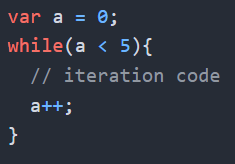 var a = 0;
while(a < 5){
  // iteration code
  a++;
}